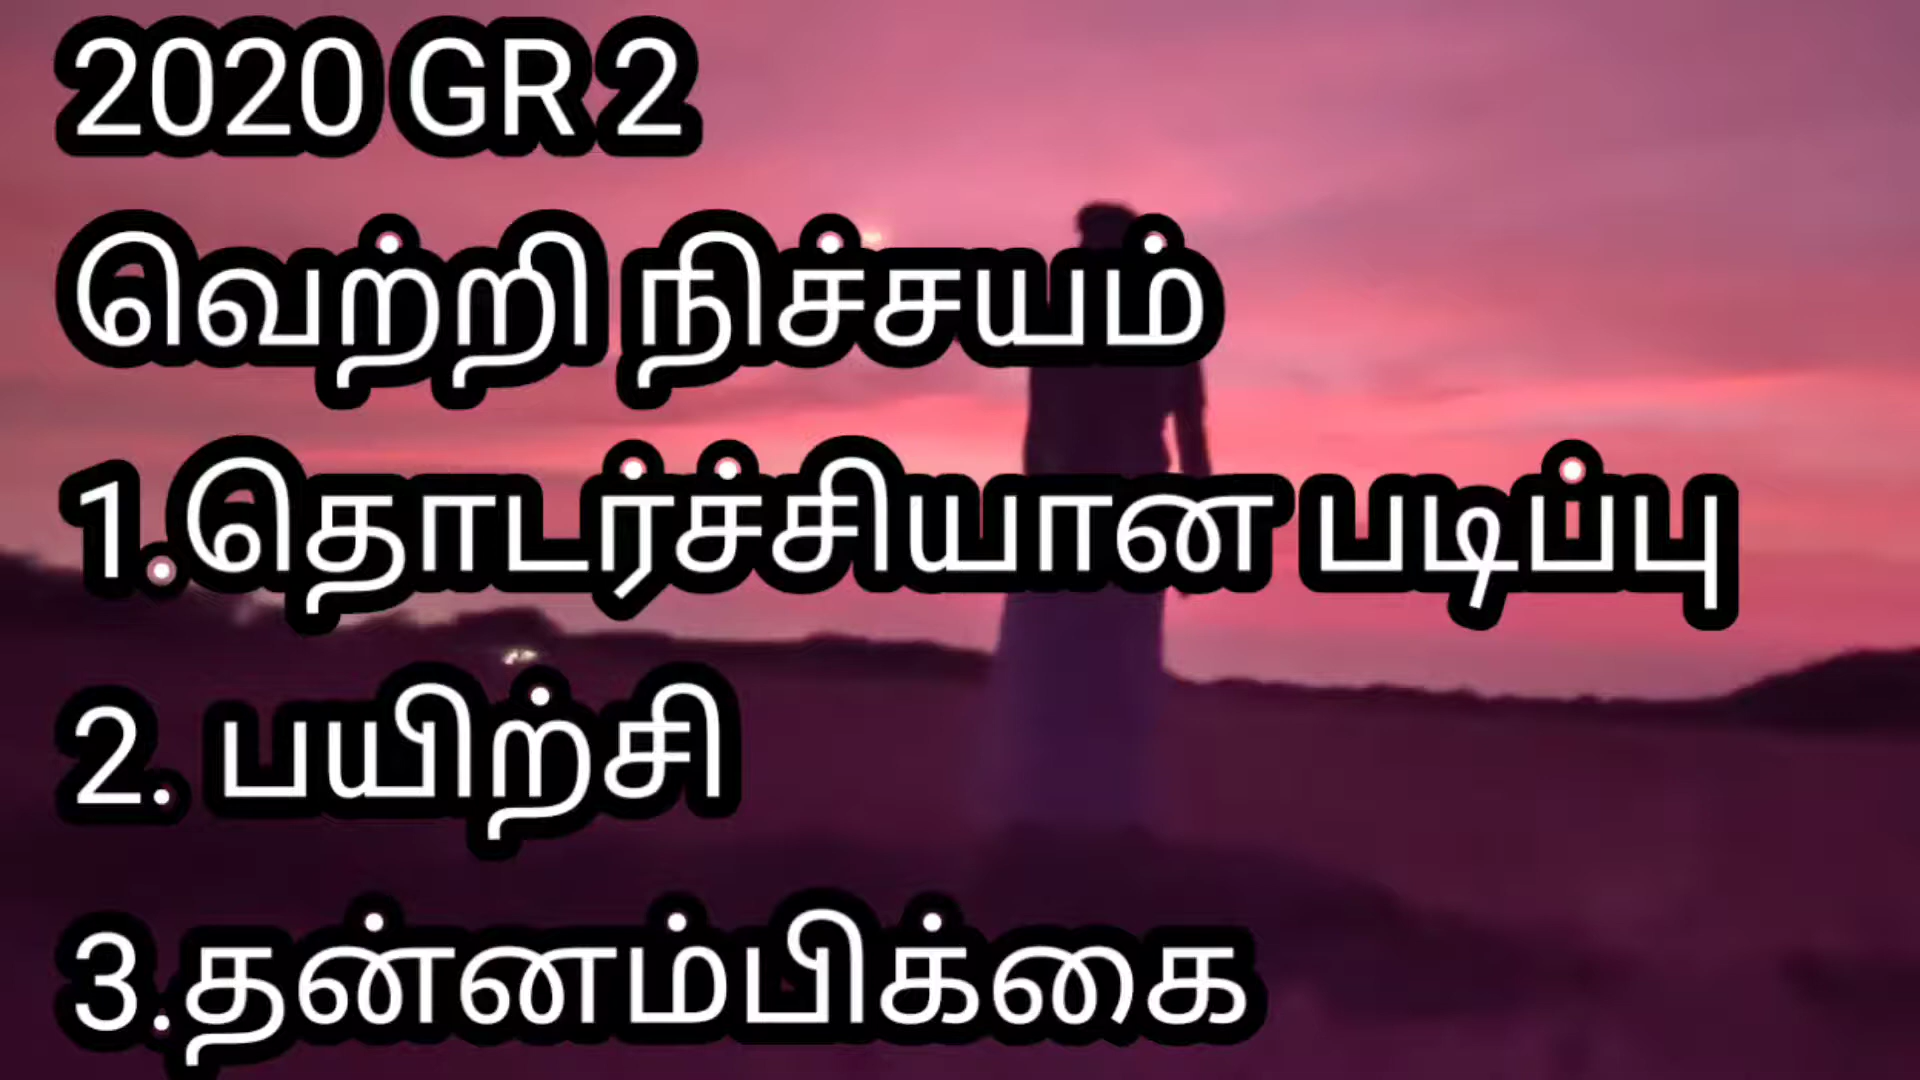 2020 GR 2
வெற்றி நிச்சயம்
1.தொடர்ச்சியான படிப்பு
2. பயிற்சி
3.தன்னம்பிக்கை